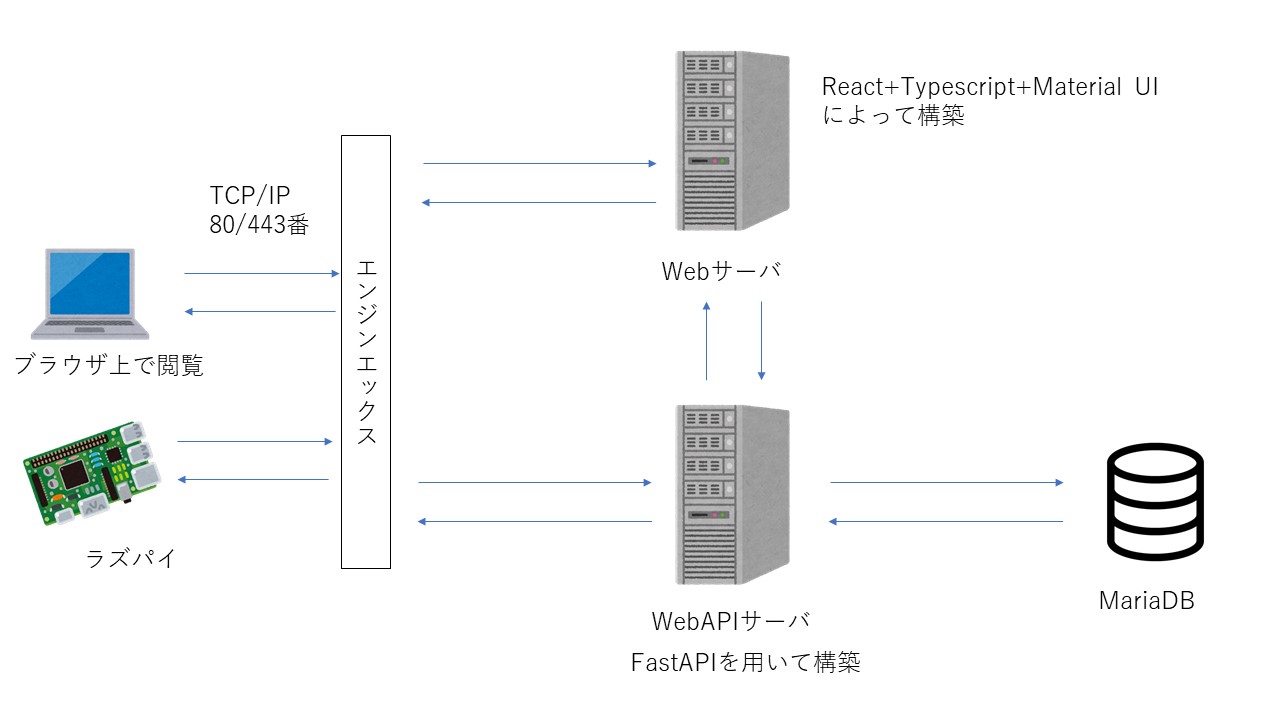 React+Typescript+Material UI
によって構築
TCP/IP
80/443番
エンジンエックス
Webサーバ
ブラウザ上で閲覧
ラズパイ
MariaDB
WebAPIサーバ
FastAPIを用いて構築